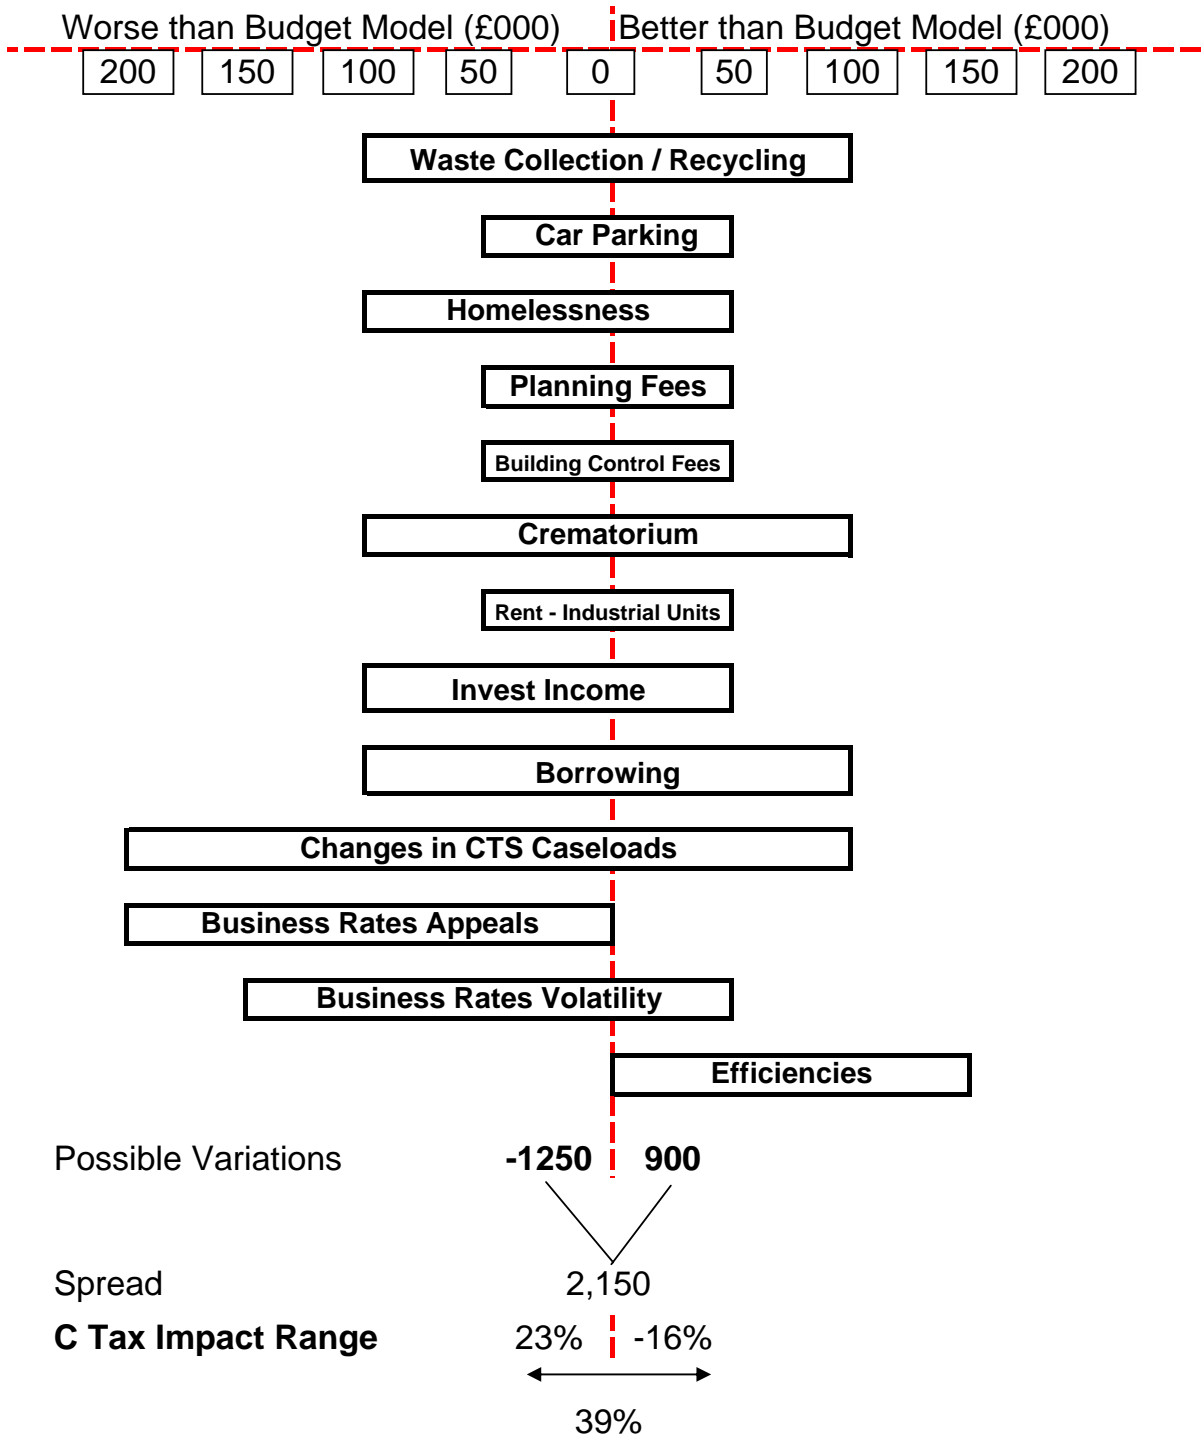 Worse than Budget Model (£000) Better than Budget Model (£000)
200 150 100 50 0 50 100 150 200
Waste Collection / Recycling
Car Parking
Homelessness
Planning Fees
Building Control Fees
Crematorium
Rent - Industrial Units
Invest Income
Borrowing
Changes in CTS Caseloads
Business Rates Appeals
Business Rates Volatility
Efficiencies
Possible Variations -1250 900
Spread 2,150
C Tax Impact Range 23% -16%
39%